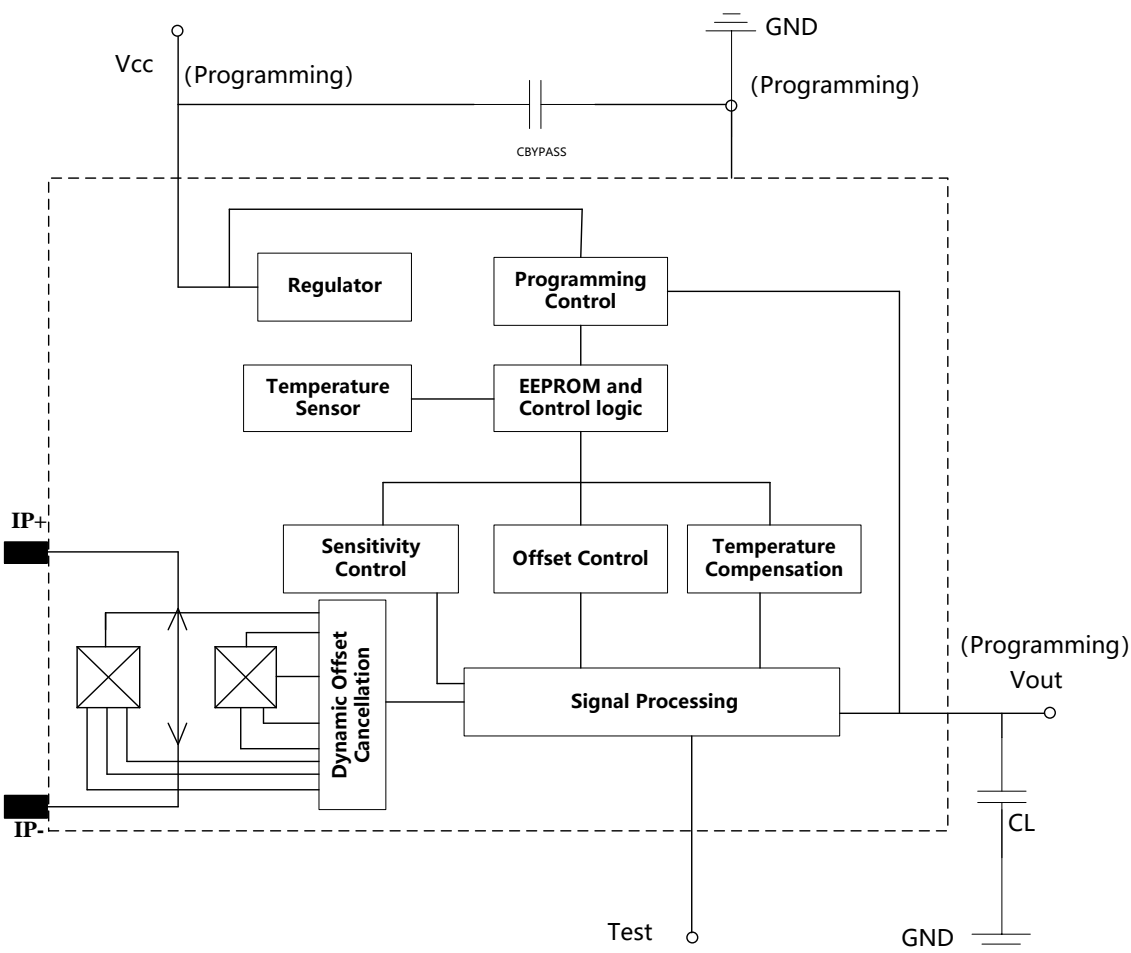 GND
Vcc
(Programming)
(Programming)
CBYPASS
Regulator
Programming
Control
Temperature
Sensor
EEPROM and
Control logic
IP+
Sensitivity
Control
Offset Control
Temperature
Compensation
Dynamic Offset
Cancellation
Signal Processing
(Programming)
Vout
IP-
CL
Test
GND